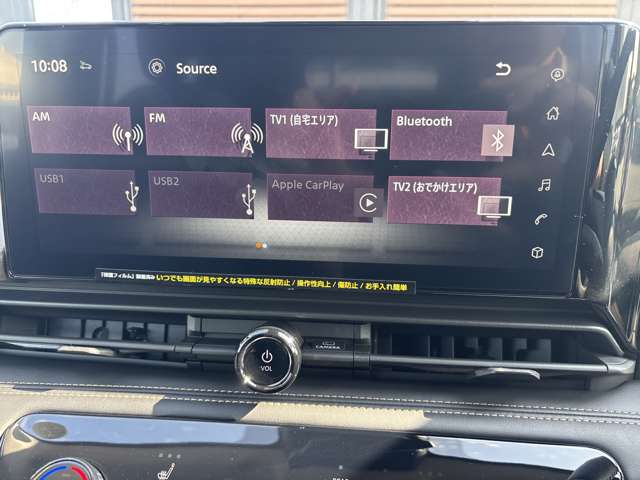 10:08
Source
AM
FM
TV1 (自宅エリア)
Bluetooth
USB1
USB2
Apple CarPlay
TV2 (おでかけエリア)
いつでも画面が見やすくなる特殊な反射防止 / 操作性向上 / 傷防止 / お手入れ簡単
VOL
CAMERA